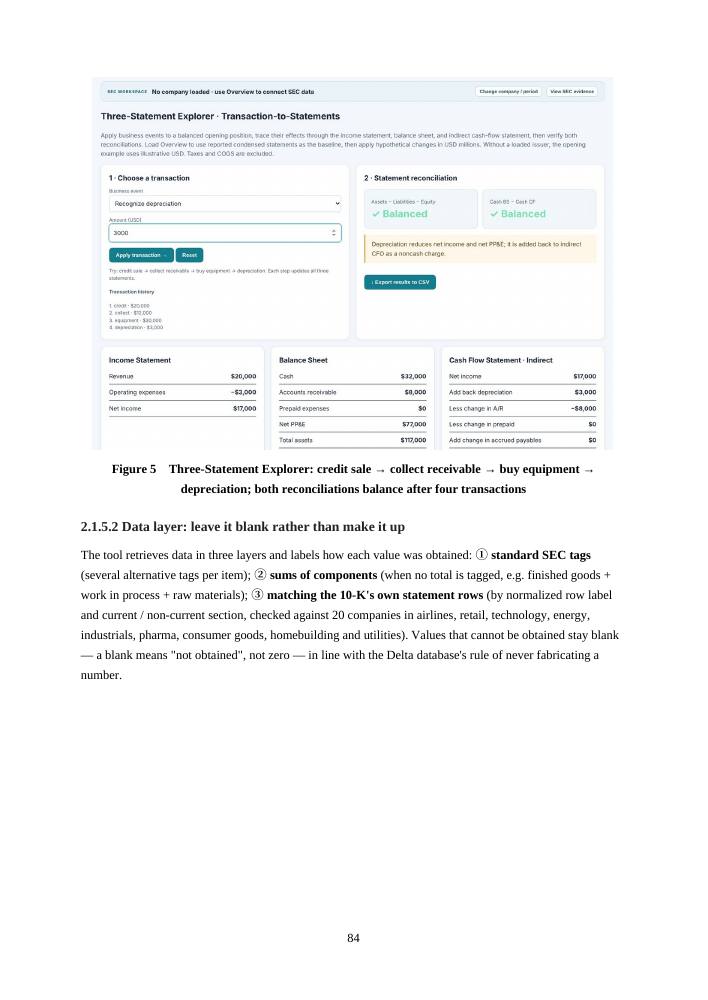 SEC WORKSPACE No company loaded · use Overview to connect SEC data
Change company / period
View SEC evidence
Three-Statement Explorer · Transaction-to-Statements
Apply business events to a balanced opening position, trace their effects through the income statement, balance sheet, and indirect cash-flow statement, then verify both
reconciliations. Load Overview to use reported condensed statements as the baseline, then apply hypothetical changes in USD millions. Without a loaded issuer, the opening
example uses illustrative USD. Taxes and COGS are excluded.
1 · Choose a transaction
Business event
Recognize depreciation
Amount (USD)
3000
Apply transaction →
Reset
Try: credit sale → collect receivable → buy equipment → depreciation. Each step updates all three
statements.
Transaction history
1. credit · $20,000
2. collect · $12,000
3. equipment · $30,000
4. depreciation · $3,000
2 · Statement reconciliation
Assets − Liabilities − Equity
✓ Balanced
Cash BS − Cash CF
✓ Balanced
Depreciation reduces net income and net PP&E; it is added back to indirect
CFO as a noncash charge.
↓ Export results to CSV
Income Statement
Revenue $20,000
Operating expenses −$3,000
Net income $17,000
Balance Sheet
Cash $32,000
Accounts receivable $8,000
Prepaid expenses $0
Net PP&E $77,000
Total assets $117,000
Cash Flow Statement · Indirect
Net income $17,000
Add back depreciation $3,000
Less change in A/R −$8,000
Less change in prepaid $0
Add change in accrued payables $0
Figure 5 Three-Statement Explorer: credit sale → collect receivable → buy equipment →
depreciation; both reconciliations balance after four transactions
2.1.5.2 Data layer: leave it blank rather than make it up
The tool retrieves data in three layers and labels how each value was obtained: ① standard SEC tags
(several alternative tags per item); ② sums of components (when no total is tagged, e.g. finished goods +
work in process + raw materials); ③ matching the 10-K's own statement rows (by normalized row label
and current / non-current section, checked against 20 companies in airlines, retail, technology, energy,
industrials, pharma, consumer goods, homebuilding and utilities). Values that cannot be obtained stay blank
— a blank means "not obtained", not zero — in line with the Delta database's rule of never fabricating a
number.
84